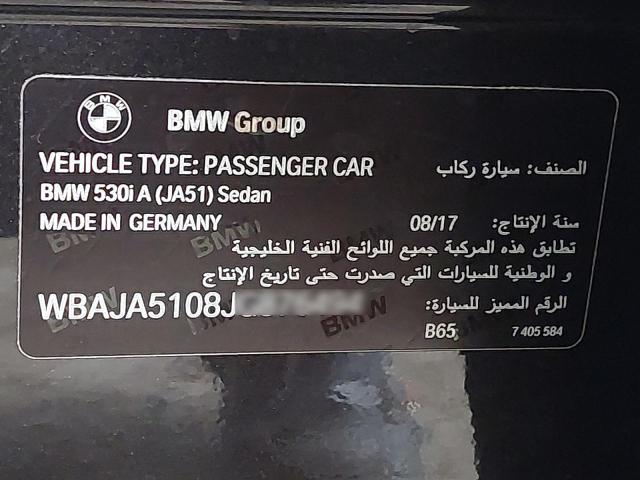 BMW
BMW Group
VEHICLE TYPE: PASSENGER CAR الصنف: سيارة ركاب
BMW 530i A (JA51) Sedan
MADE IN GERMANY 08/17 سنة الإنتاج:
تطابق هذه المركبة جميع اللوائح الفنية الخليجية
و الوطنية للسيارات التي صدرت حتى تاريخ الإنتاج
WBAJA5108J الرقم المميز للسيارة:
B65 7 405 584